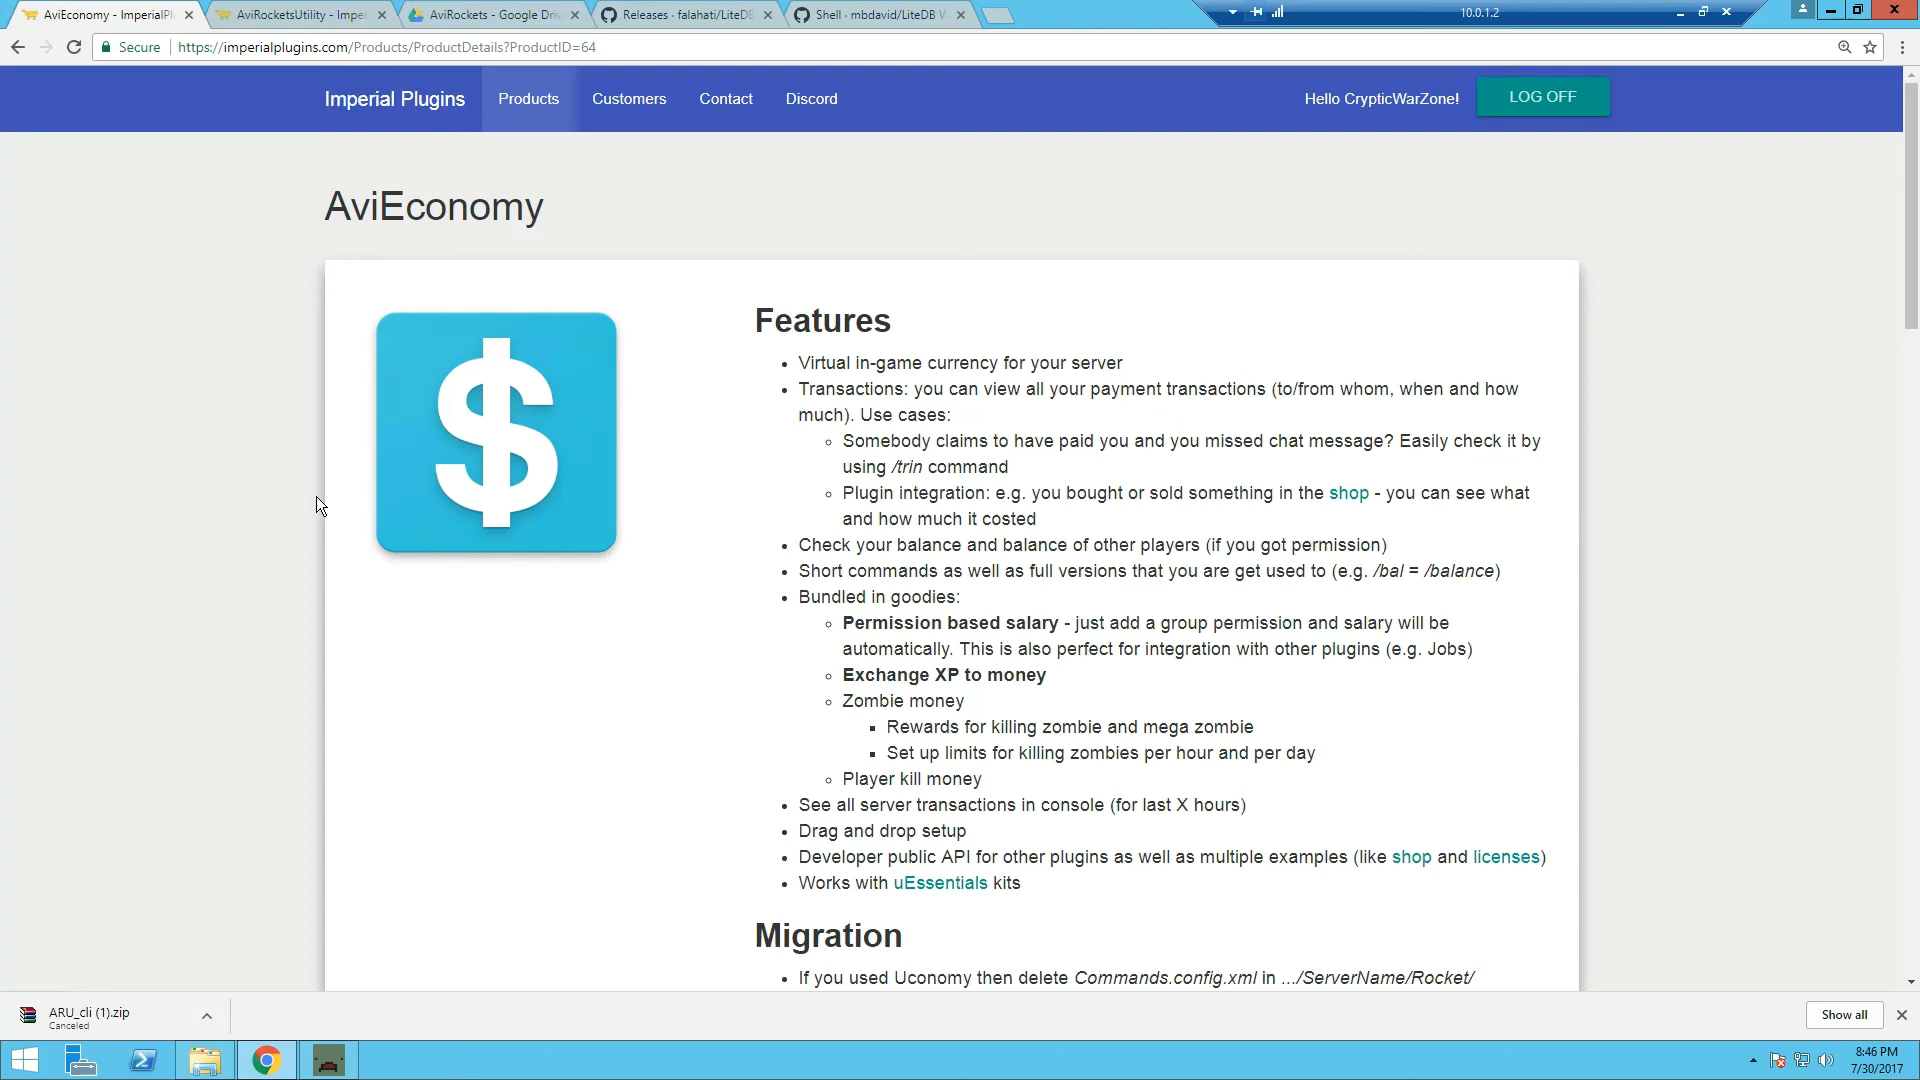 AviEconomy - ImperialPl
AviRocketsUtility - Impe
AviRockets - Google Driv
Releases · falahati/LiteDB
Shell · mbdavid/LiteDB W
10.0.1.2
Secure
https://imperialplugins.com/Products/ProductDetails?ProductID=64
Imperial Plugins
Products
Customers
Contact
Discord
Hello CrypticWarZone!
LOG OFF
AviEconomy
$
Features
• Virtual in-game currency for your server
• Transactions: you can view all your payment transactions (to/from whom, when and how
much). Use cases:
◦ Somebody claims to have paid you and you missed chat message? Easily check it by
using /trin command
◦ Plugin integration: e.g. you bought or sold something in the shop - you can see what
and how much it costed
• Check your balance and balance of other players (if you got permission)
• Short commands as well as full versions that you are get used to (e.g. /bal = /balance)
• Bundled in goodies:
◦ Permission based salary - just add a group permission and salary will be
automatically. This is also perfect for integration with other plugins (e.g. Jobs)
◦ Exchange XP to money
◦ Zombie money
▪ Rewards for killing zombie and mega zombie
▪ Set up limits for killing zombies per hour and per day
◦ Player kill money
• See all server transactions in console (for last X hours)
• Drag and drop setup
• Developer public API for other plugins as well as multiple examples (like shop and licenses)
• Works with uEssentials kits
Migration
• If you used Uconomy then delete Commands.config.xml in .../ServerName/Rocket/
ARU_cli (1).zip
Canceled
Show all
8:46 PM
7/30/2017